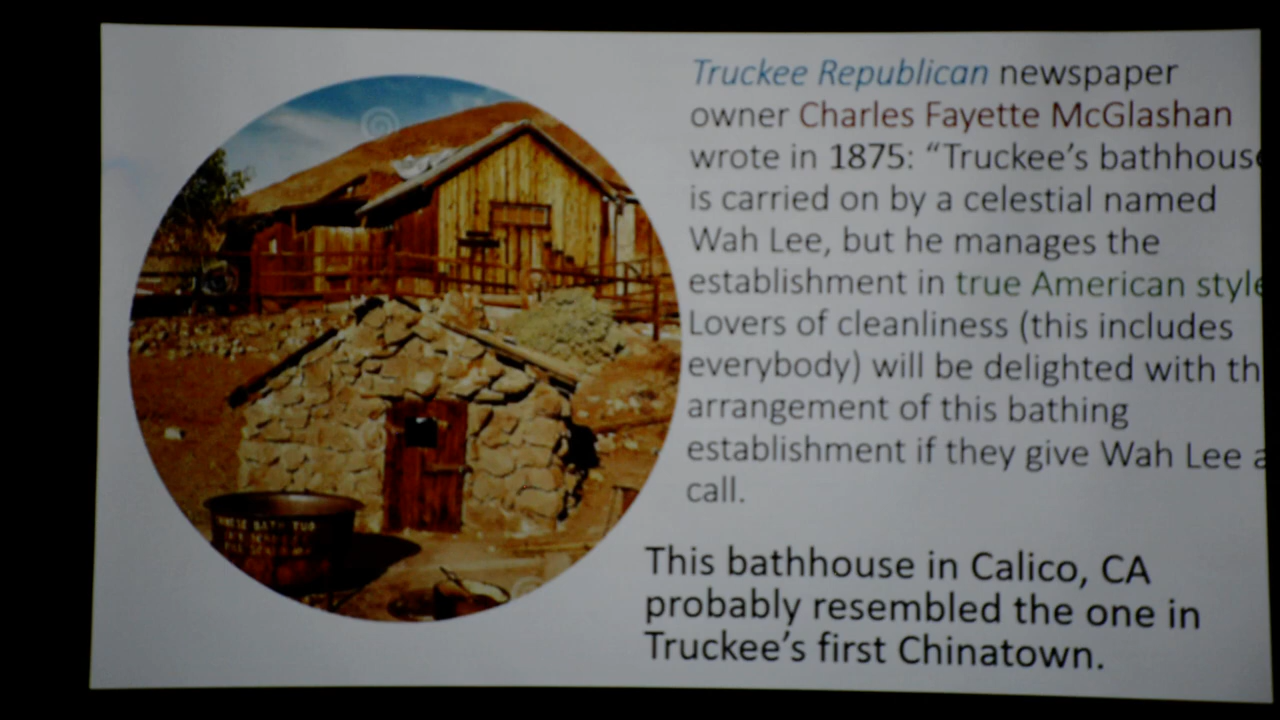 Truckee Republican newspaper
owner Charles Fayette McGlashan
wrote in 1875: “Truckee’s bathhouse
is carried on by a celestial named
Wah Lee, but he manages the
establishment in true American style
Lovers of cleanliness (this includes
everybody) will be delighted with th
arrangement of this bathing
establishment if they give Wah Lee a
call.
This bathhouse in Calico, CA
probably resembled the one in
Truckee’s first Chinatown.
BATH TUB